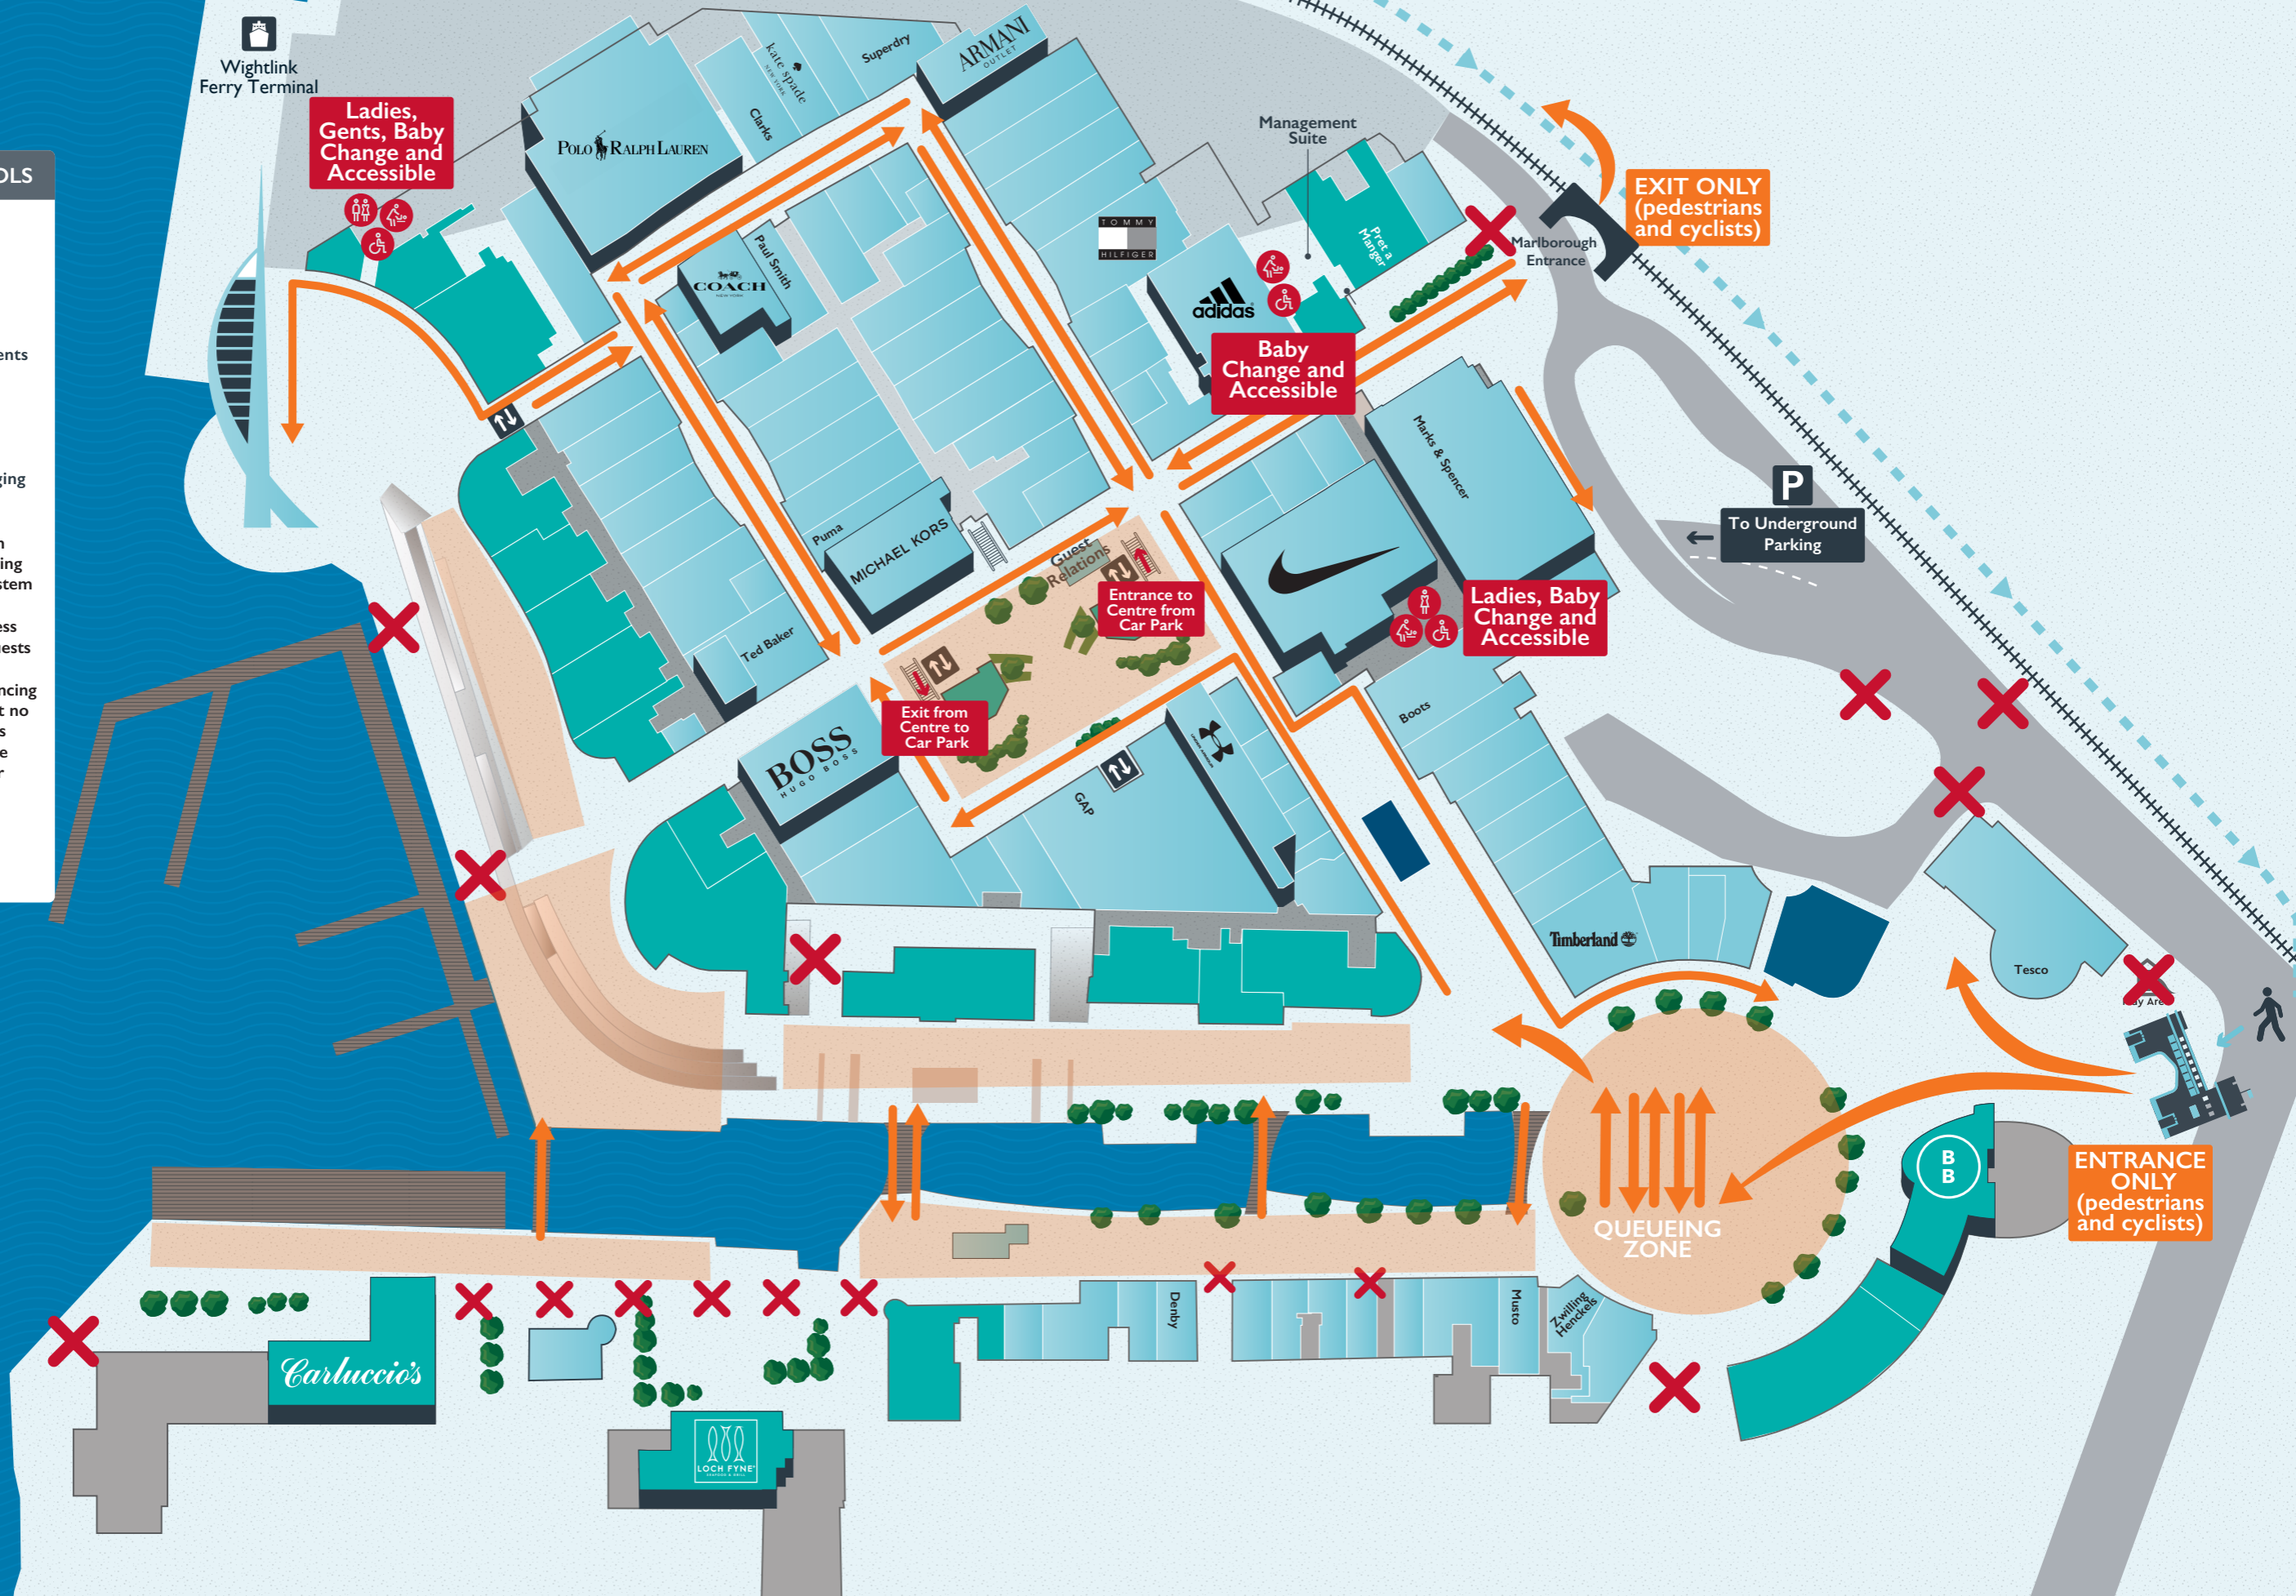 Wightlink
Ferry Terminal
Ladies,
Gents, Baby
Change and
Accessible
POLO RALPH LAUREN
Clarks
kate spade
NEW YORK
Superdry
ARMANI
OUTLET
Management
Suite
Pret a
Manger
EXIT ONLY
(pedestrians
and cyclists)
Marlborough
Entrance
TOMMY
HILFIGER
adidas
Baby
Change and
Accessible
COACH
NEW YORK
Paul Smith
Marks & Spencer
P
To Underground
Parking
Puma
MICHAEL KORS
Guest
Relations
Entrance to
Centre from
Car Park
Ladies, Baby
Change and
Accessible
Ted Baker
Exit from
Centre to
Car Park
BOSS
HUGO BOSS
GAP
UNDER ARMOUR
Boots
Timberland
Tesco
QUEUEING
ZONE
B
B
ENTRANCE
ONLY
(pedestrians
and cyclists)
Denby
Musto
Zwilling
Henckels
Carluccio's
LOCH FYNE
SEAFOOD & GRILL